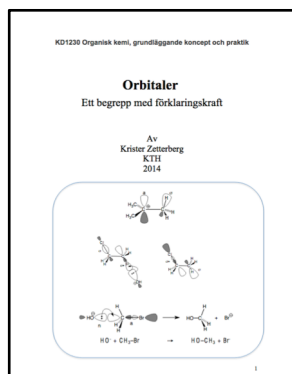 KD1230 Organisk kemi, grundläggande koncept och praktik
Orbitaler
Ett begrepp med förklaringskraft
Av
Krister Zetterberg
KTH
2014
HO⁻ + CH₃-Br → HO-CH₃ + Br⁻
1